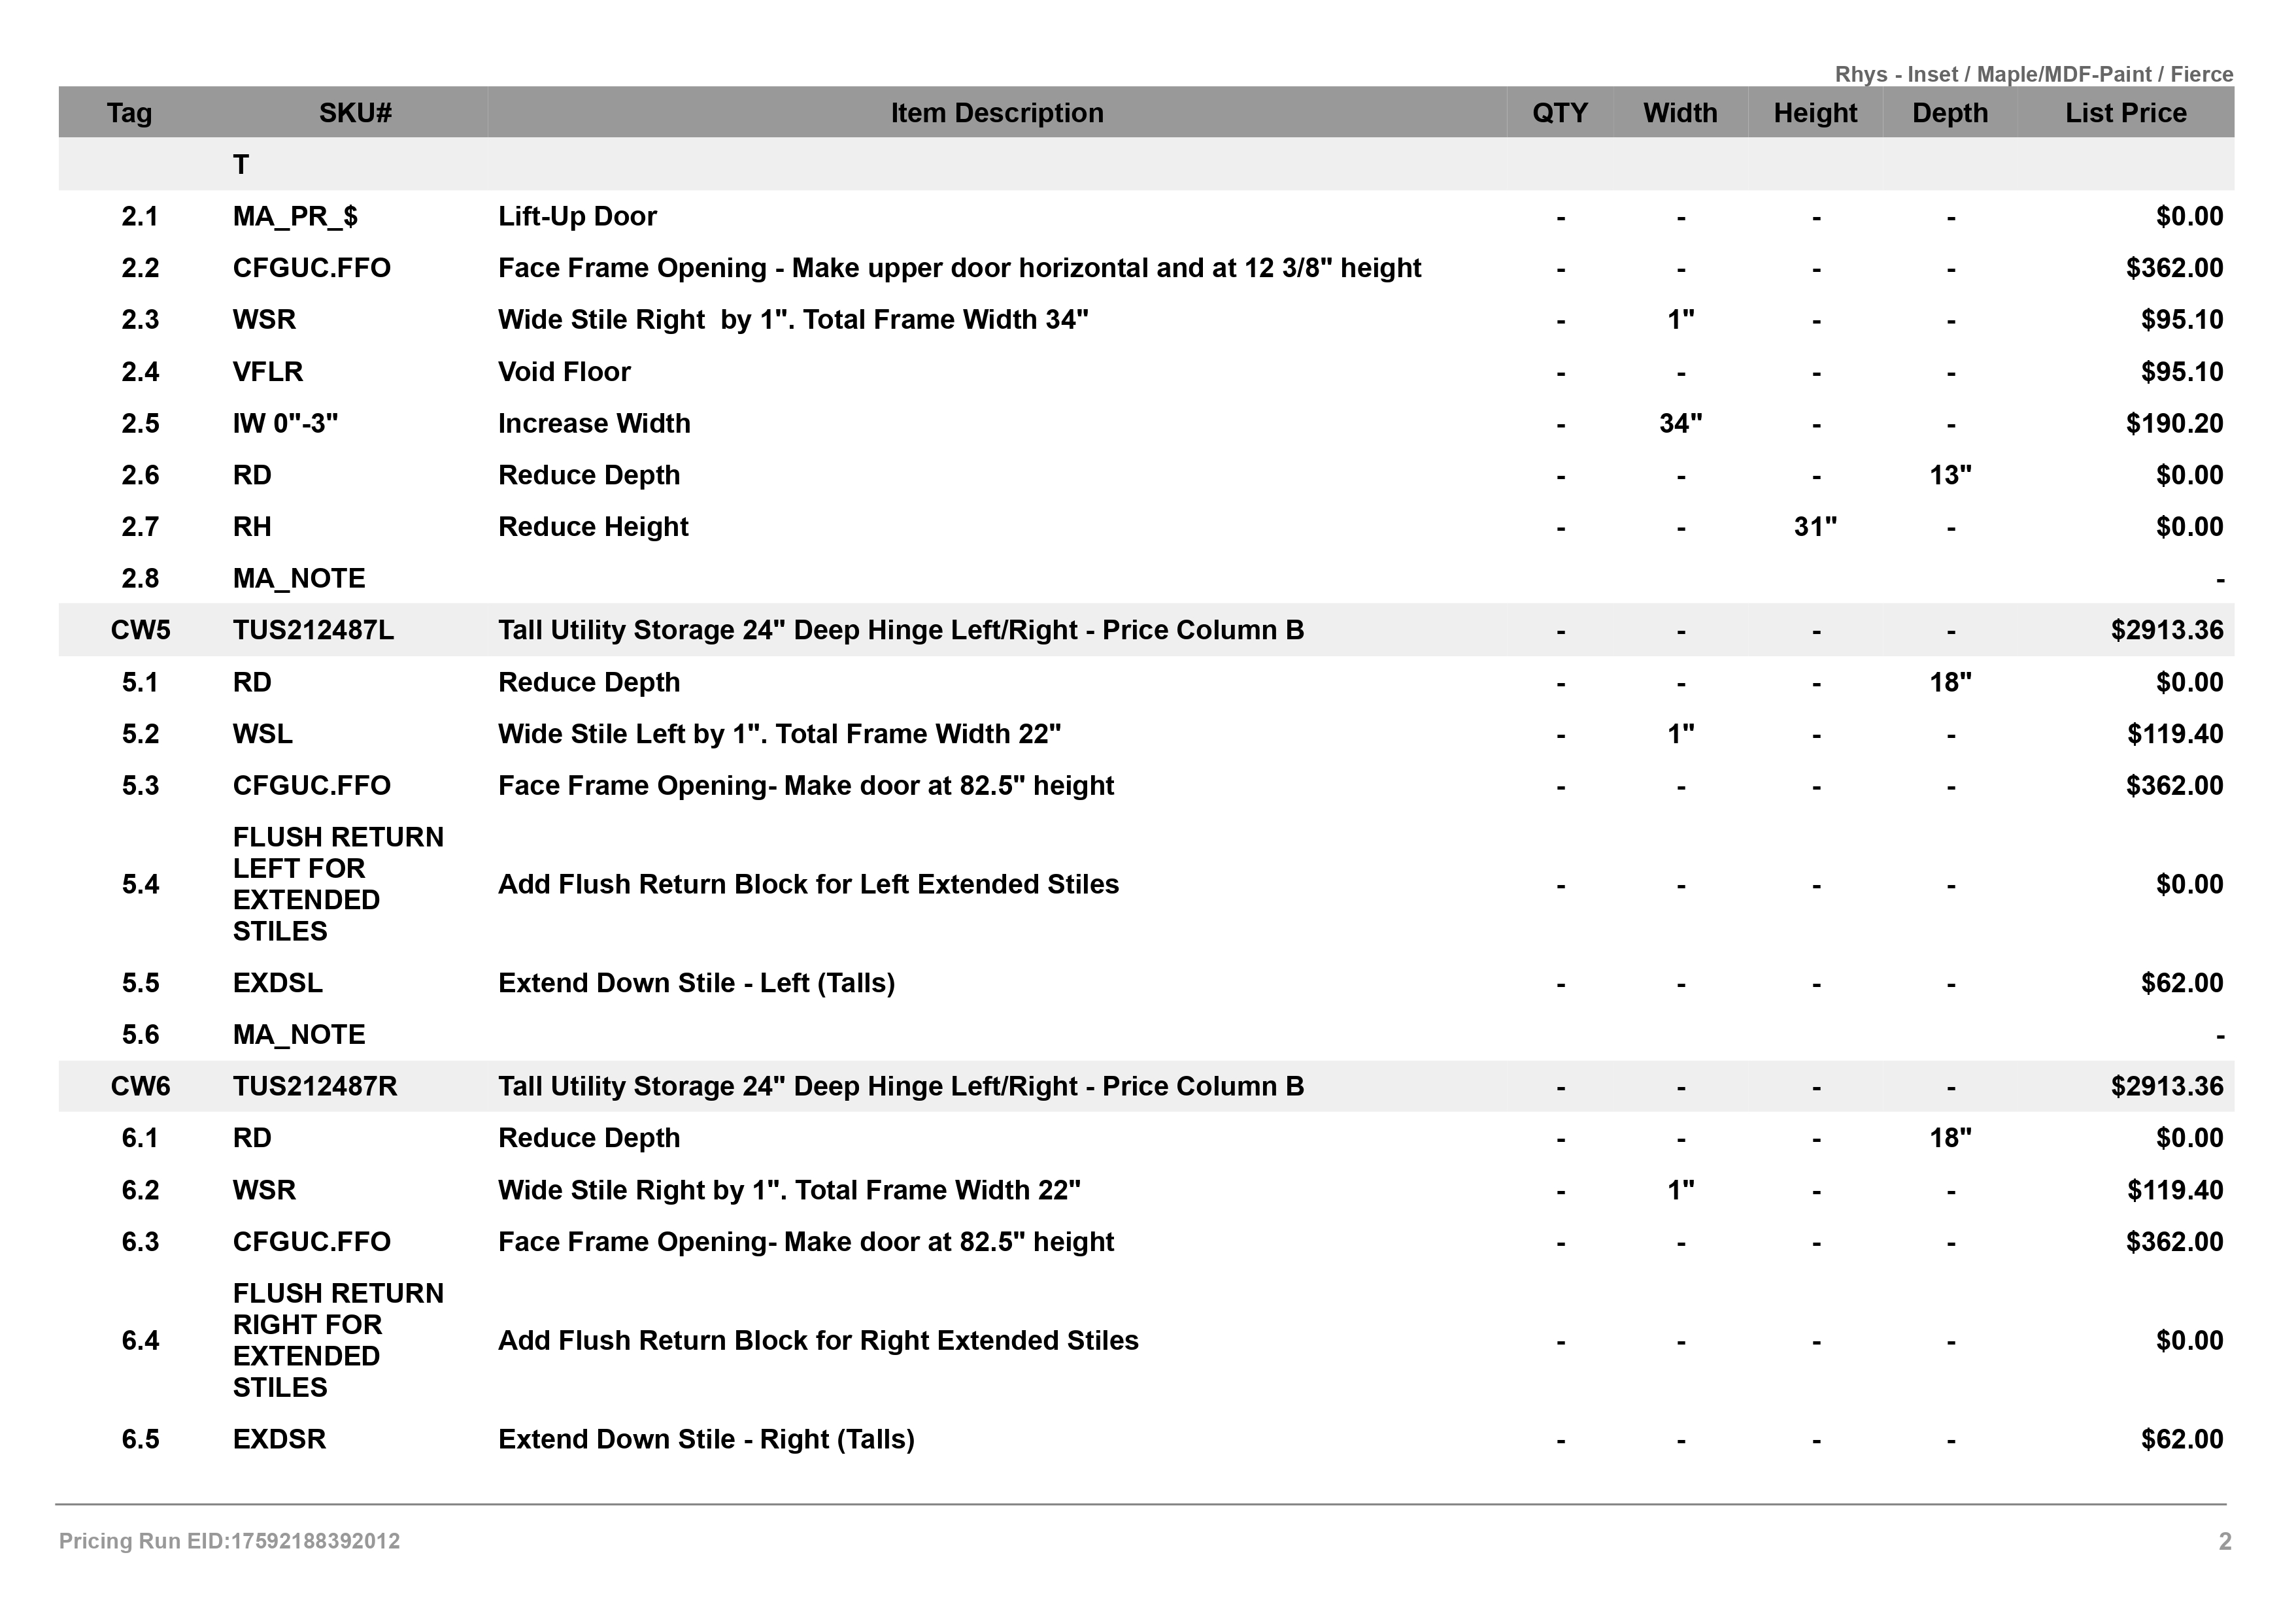 Rhys - Inset / Maple/MDF-Paint / Fierce
Tag SKU# Item Description QTY Width Height Depth List Price
T
2.1 MA_PR_$ Lift-Up Door - - - - $0.00
2.2 CFGUC.FFO Face Frame Opening - Make upper door horizontal and at 12 3/8" height - - - - $362.00
2.3 WSR Wide Stile Right  by 1". Total Frame Width 34" - 1" - - $95.10
2.4 VFLR Void Floor - - - - $95.10
2.5 IW 0"-3" Increase Width - 34" - - $190.20
2.6 RD Reduce Depth - - - 13" $0.00
2.7 RH Reduce Height - - 31" - $0.00
2.8 MA_NOTE -
CW5 TUS212487L Tall Utility Storage 24" Deep Hinge Left/Right - Price Column B - - - - $2913.36
5.1 RD Reduce Depth - - - 18" $0.00
5.2 WSL Wide Stile Left by 1". Total Frame Width 22" - 1" - - $119.40
5.3 CFGUC.FFO Face Frame Opening- Make door at 82.5" height - - - - $362.00
FLUSH RETURN
LEFT FOR
5.4 EXTENDED Add Flush Return Block for Left Extended Stiles - - - - $0.00
STILES
5.5 EXDSL Extend Down Stile - Left (Talls) - - - - $62.00
5.6 MA_NOTE -
CW6 TUS212487R Tall Utility Storage 24" Deep Hinge Left/Right - Price Column B - - - - $2913.36
6.1 RD Reduce Depth - - - 18" $0.00
6.2 WSR Wide Stile Right by 1". Total Frame Width 22" - 1" - - $119.40
6.3 CFGUC.FFO Face Frame Opening- Make door at 82.5" height - - - - $362.00
FLUSH RETURN
RIGHT FOR
6.4 EXTENDED Add Flush Return Block for Right Extended Stiles - - - - $0.00
STILES
6.5 EXDSR Extend Down Stile - Right (Talls) - - - - $62.00
Pricing Run EID:17592188392012 2